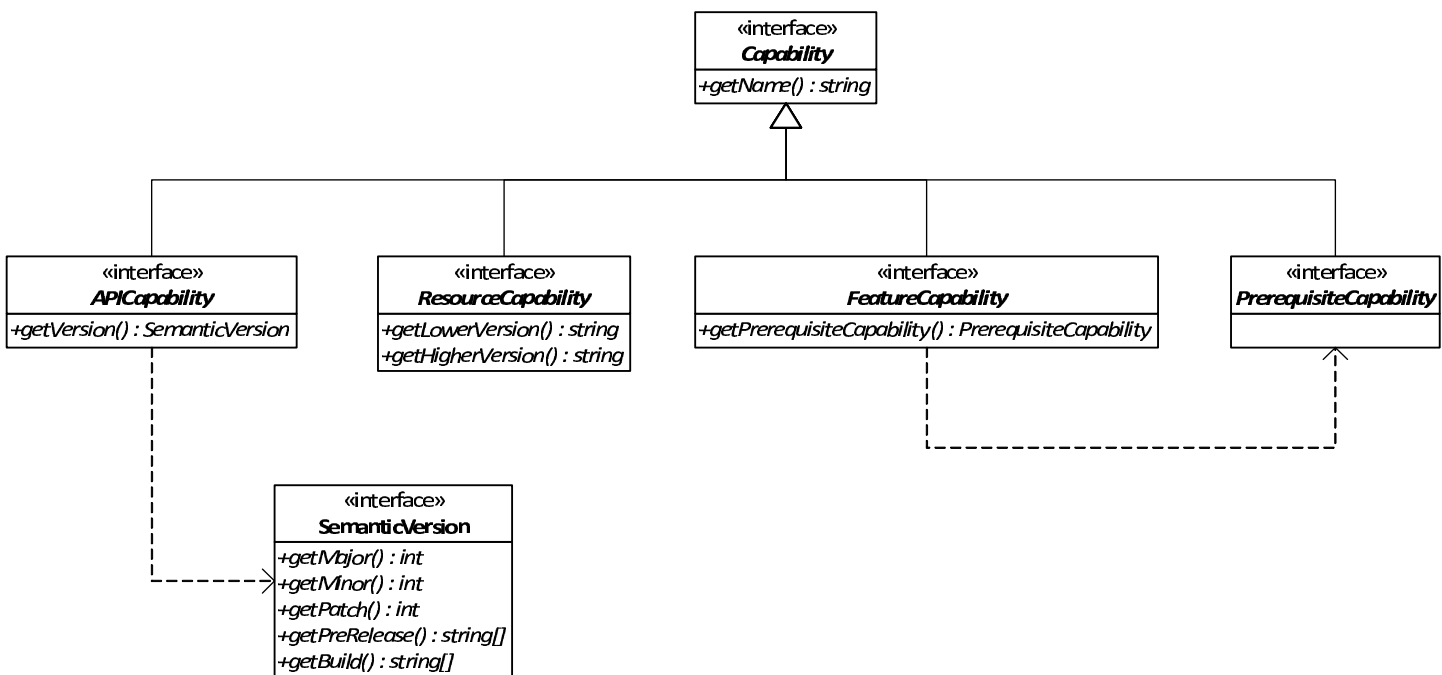 «interface»
Capability
+getName() : string
«interface»
APICapability
+getVersion() : SemanticVersion
«interface»
ResourceCapability
+getLowerVersion() : string
+getHigherVersion() : string
«interface»
FeatureCapability
+getPrerequisiteCapability() : PrerequisiteCapability
«interface»
PrerequisiteCapability
«interface»
SemanticVersion
+getMajor() : int
+getMinor() : int
+getPatch() : int
+getPreRelease() : string[]
+getBuild() : string[]